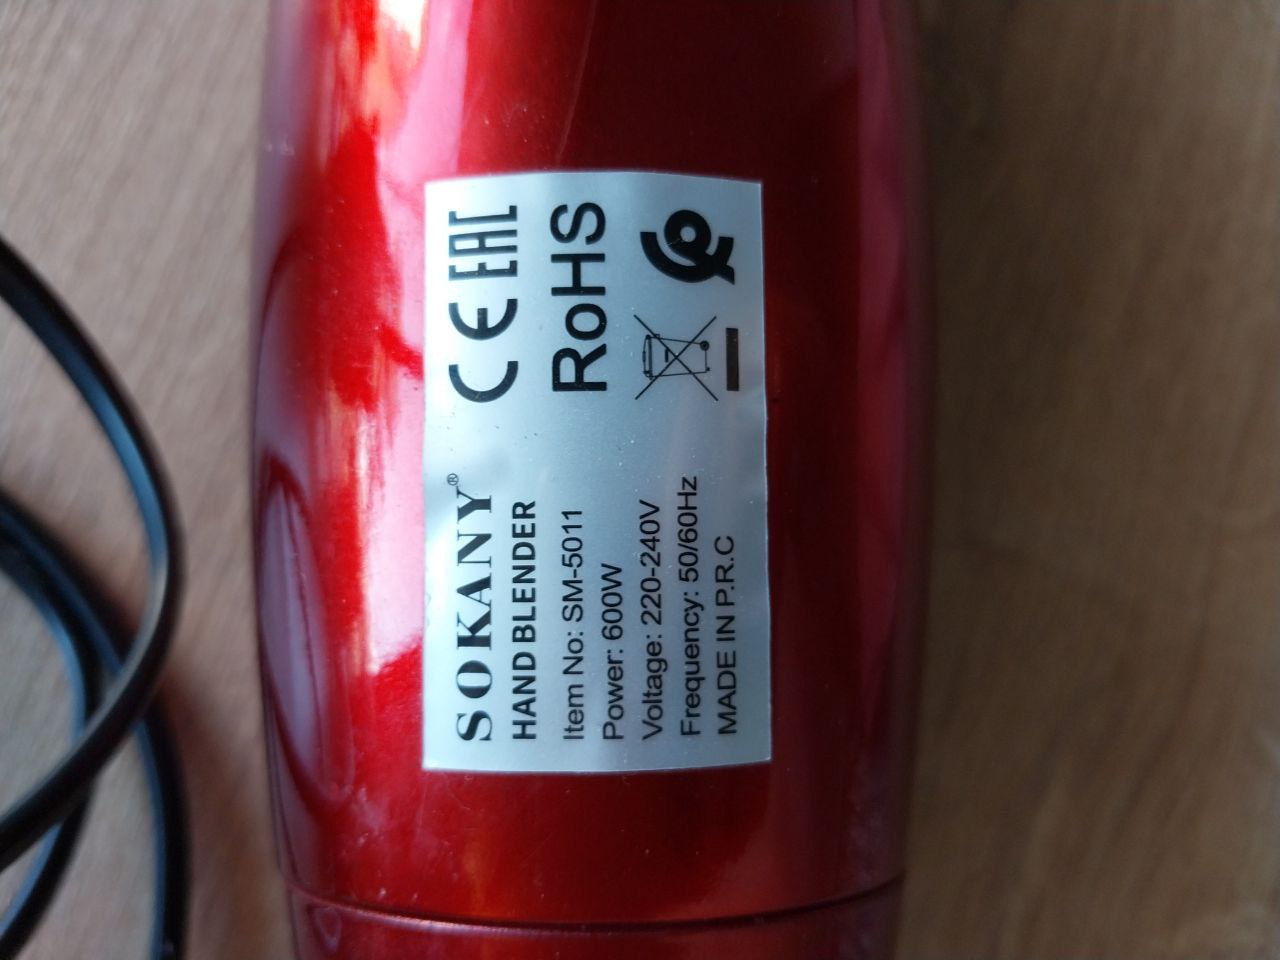 SOKANY®
HAND BLENDER
Item No: SM-5011
Power: 600W
Voltage: 220-240V
Frequency: 50/60Hz
MADE IN P.R.C
CE EAC
RoHS